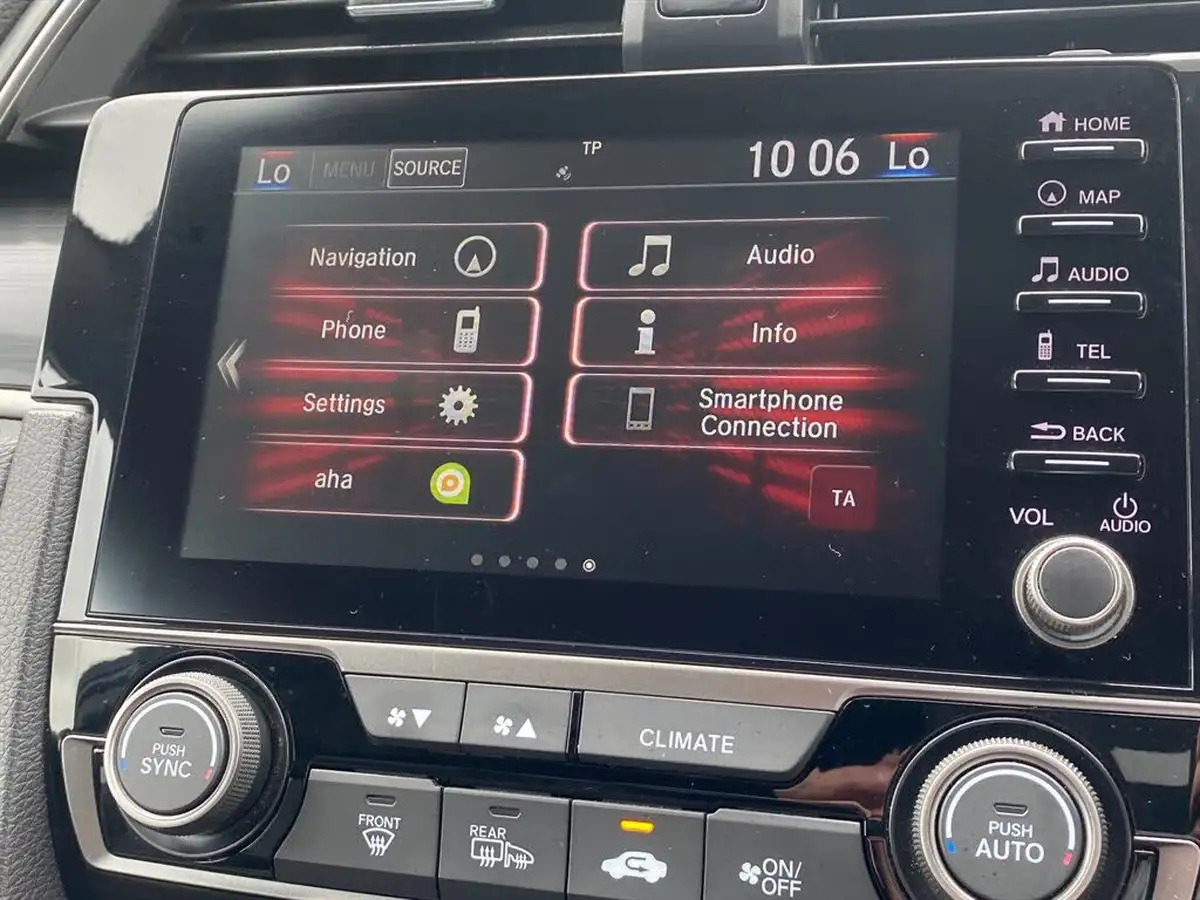 Lo MENU SOURCE TP 10 06 Lo
Navigation
Audio
Phone
Info
Settings
Smartphone
Connection
aha
TA
HOME
MAP
AUDIO
TEL
BACK
VOL
AUDIO
PUSH
SYNC
CLIMATE
FRONT
REAR
ON/
OFF
PUSH
AUTO